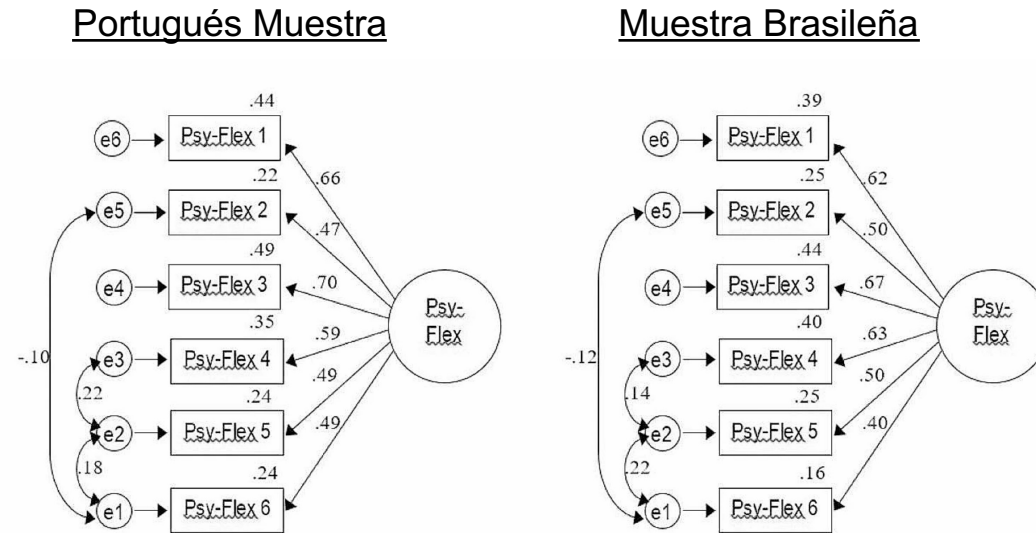 Portugués Muestra
Muestra Brasileña
.44
e6
Psy-Flex 1
.22
.66
e5
Psy-Flex 2
.47
.49
e4
Psy-Flex 3
.70
.35
Psy-
Flex
-.10
e3
Psy-Flex 4
.59
.22
.24
.49
e2
Psy-Flex 5
.49
.18
.24
e1
Psy-Flex 6
.39
e6
Psy-Flex 1
.25
.62
e5
Psy-Flex 2
.50
.44
e4
Psy-Flex 3
.67
.40
Psy-
Flex
-.12
e3
Psy-Flex 4
.63
.14
.25
.50
e2
Psy-Flex 5
.40
.22
.16
e1
Psy-Flex 6